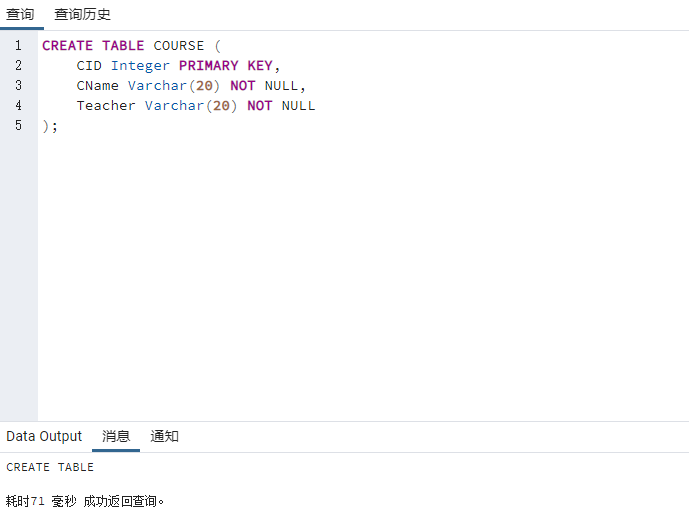 查询 查询历史
1 CREATE TABLE COURSE (
2 CID Integer PRIMARY KEY,
3 CName Varchar(20) NOT NULL,
4 Teacher Varchar(20) NOT NULL
5 );
Data Output 消息 通知
CREATE TABLE
耗时71 毫秒 成功返回查询。